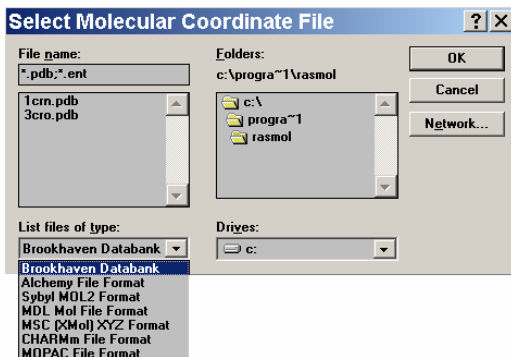 Select Molecular Coordinate File
File name:
*.pdb;*.ent
1crn.pdb
3cro.pdb
Folders:
c:\progra~1\rasmol
c:\
progra~1
rasmol
OK
Cancel
Network...
List files of type:
Brookhaven Databank
Drives:
c:
Brookhaven Databank
Alchemy File Format
Sybyl MOL2 Format
MDL Mol File Format
MSC (XMol) XYZ Format
CHARMm File Format
MOPAC File Format